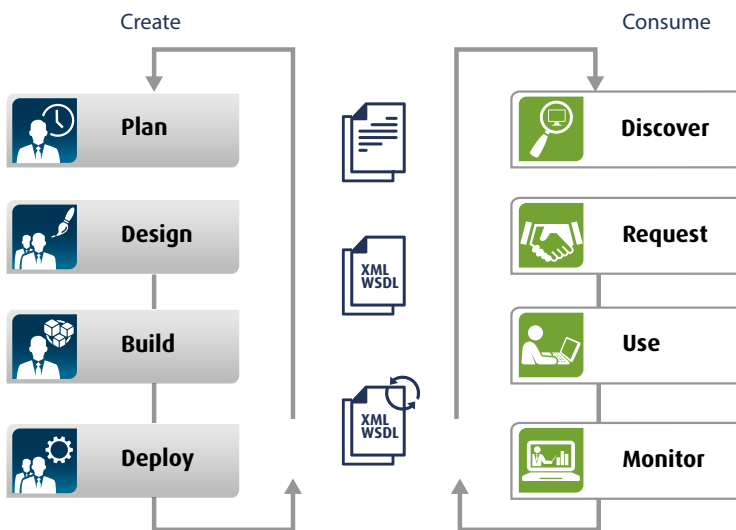 Create
Consume
Plan
Design
Build
Deploy
XML
WSDL
XML
WSDL
Discover
Request
Use
Monitor